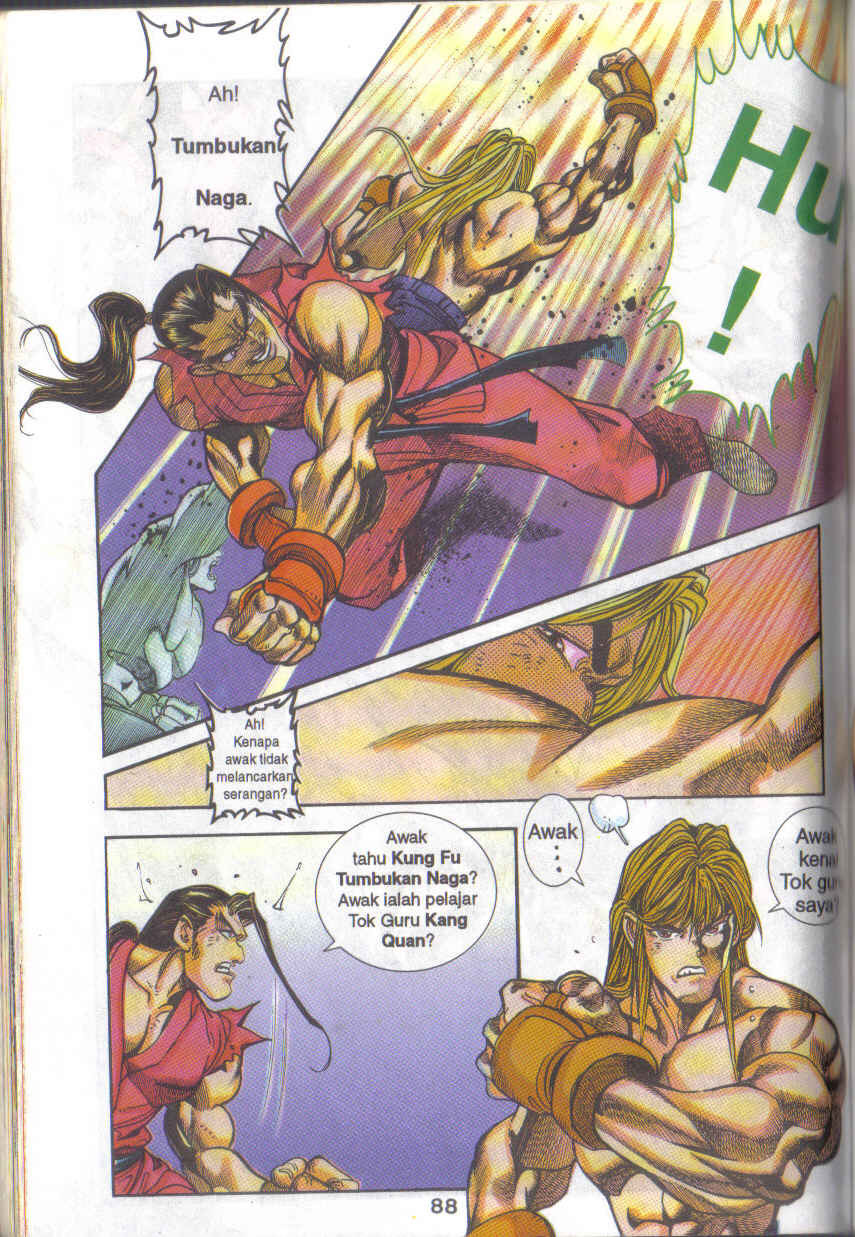 Ah!
Tumbukan
Naga.
Hu
!
Ah!
Kenapa
awak tidak
melancarkan
serangan?
Awak
tahu Kung Fu
Tumbukan Naga?
Awak ialah pelajar
Tok Guru Kang
Quan?
Awak
...
Awak
kenal
Tok guru
saya?
88